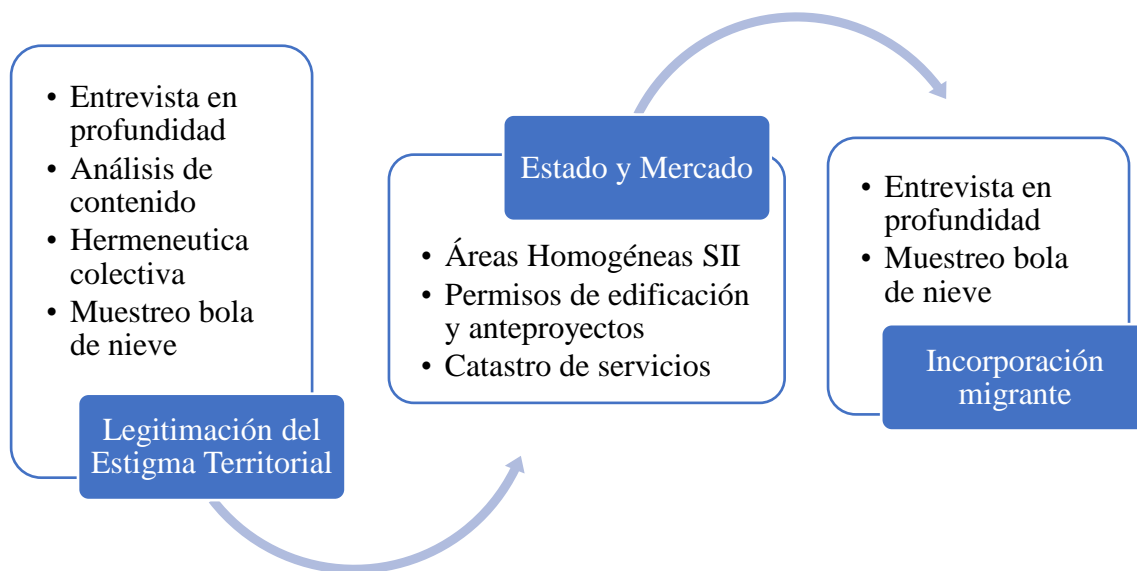 • Entrevista en
profundidad
• Análisis de
contenido
• Hermeneutica
colectiva
• Muestreo bola
de nieve
Legitimación del
Estigma Territorial
Estado y Mercado
• Áreas Homogéneas SII
• Permisos de edificación
y anteproyectos
• Catastro de servicios
• Entrevista en
profundidad
• Muestreo bola
de nieve
Incorporación
migrante